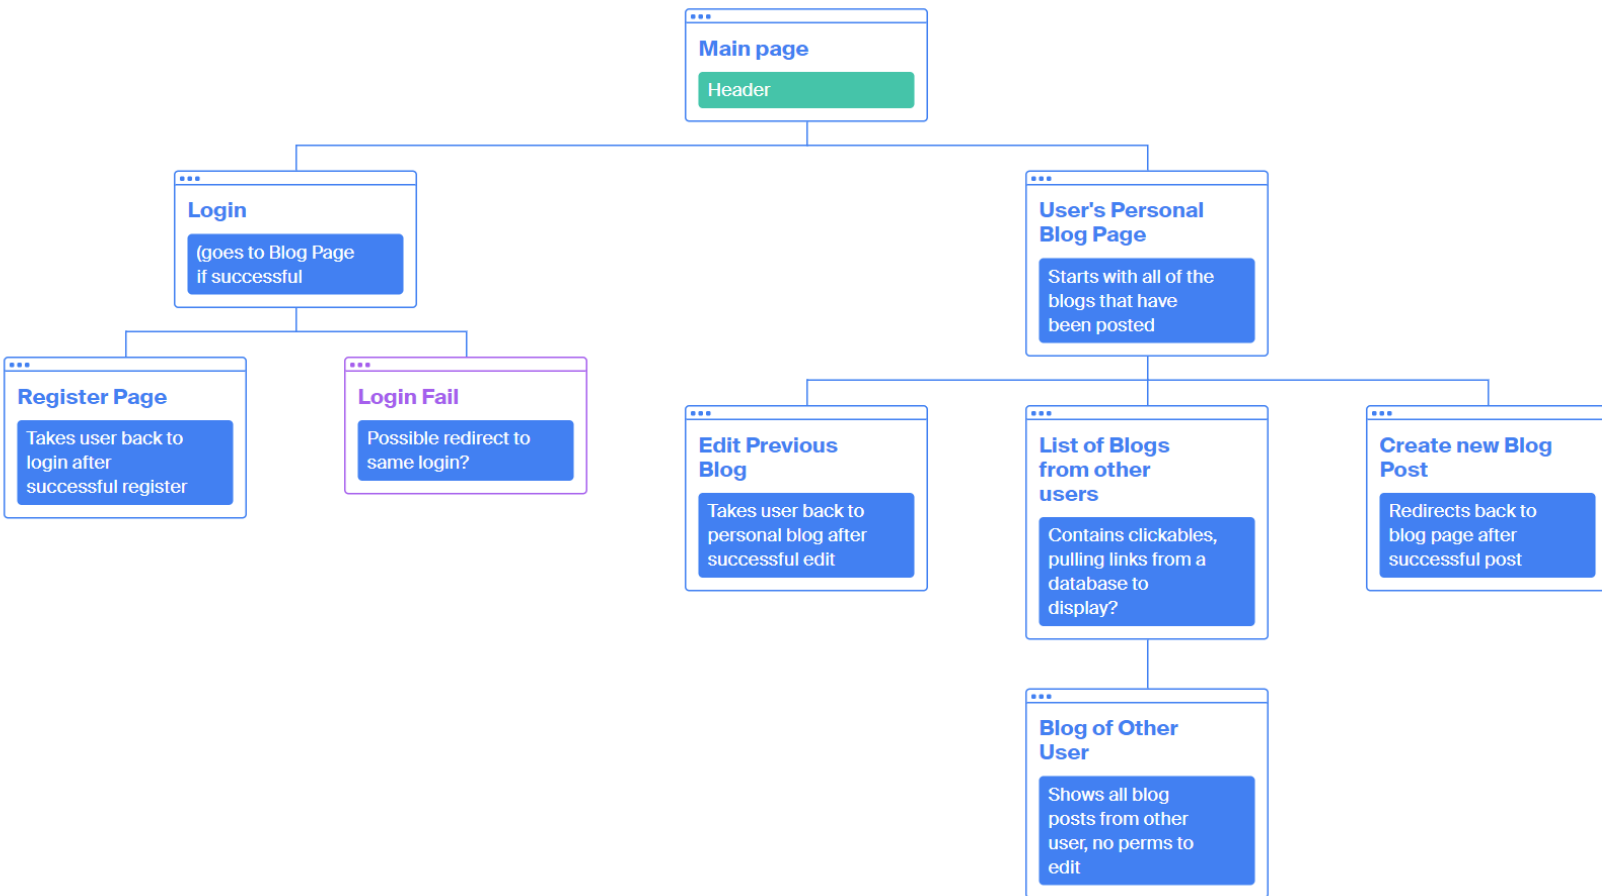 Main page
Header
Login
(goes to Blog Page
if successful
User's Personal
Blog Page
Starts with all of the
blogs that have
been posted
Register Page
Takes user back to
login after
successful register
Login Fail
Possible redirect to
same login?
Edit Previous
Blog
Takes user back to
personal blog after
successful edit
List of Blogs
from other
users
Contains clickables,
pulling links from a
database to
display?
Create new Blog
Post
Redirects back to
blog page after
successful post
Blog of Other
User
Shows all blog
posts from other
user, no perms to
edit